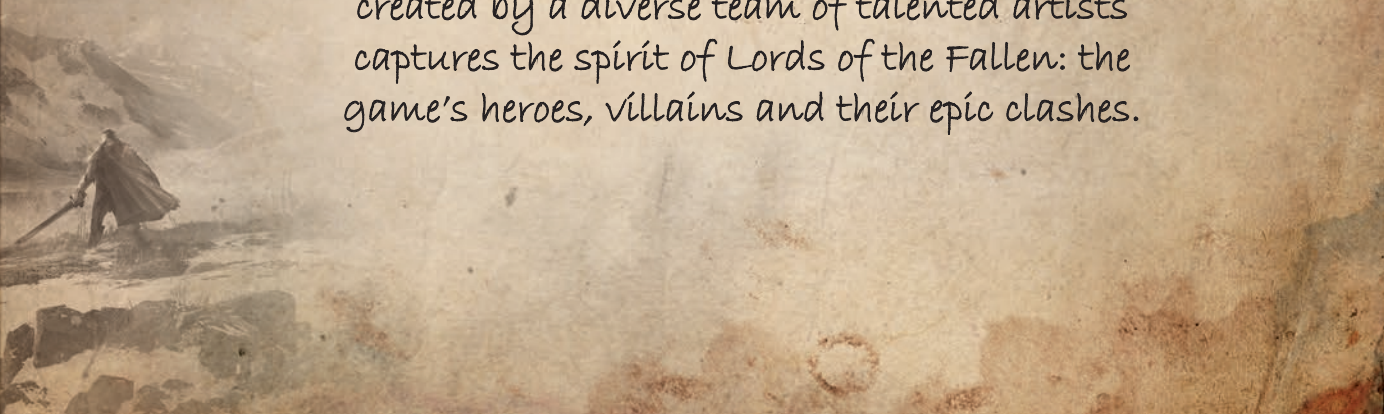 created by a diverse team of talented artists
captures the spirit of Lords of the Fallen: the
game's heroes, villains and their epic clashes.